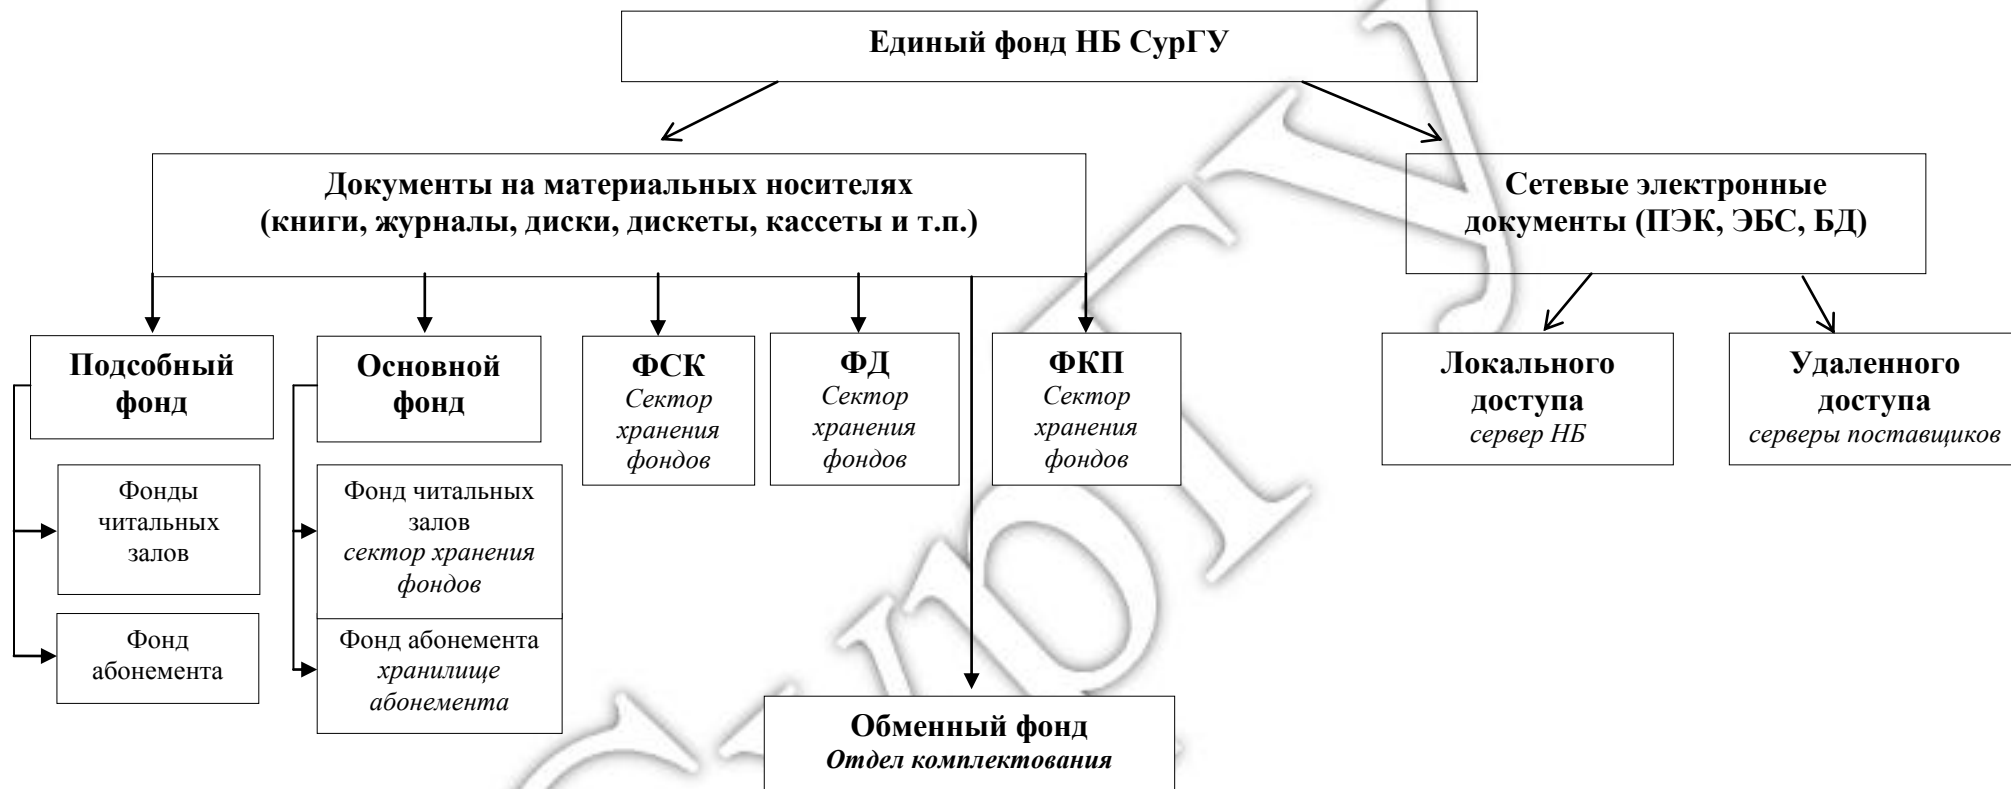 Единый фонд НБ СурГУ
Документы на материальных носителях
(книги, журналы, диски, дискеты, кассеты и т.п.)
Сетевые электронные
документы (ПЭК, ЭБС, БД)
Подсобный
фонд
Основной
фонд
ФСК
Сектор
хранения
фондов
ФД
Сектор
хранения
фондов
ФКП
Сектор
хранения
фондов
Локального
доступа
сервер НБ
Удаленного
доступа
серверы поставщиков
Фонды
читальных
залов
Фонд
абонемента
Фонд читальных
залов
сектор хранения
фондов
Фонд абонемента
хранилище
абонемента
Обменный фонд
Отдел комплектования
СурГУ